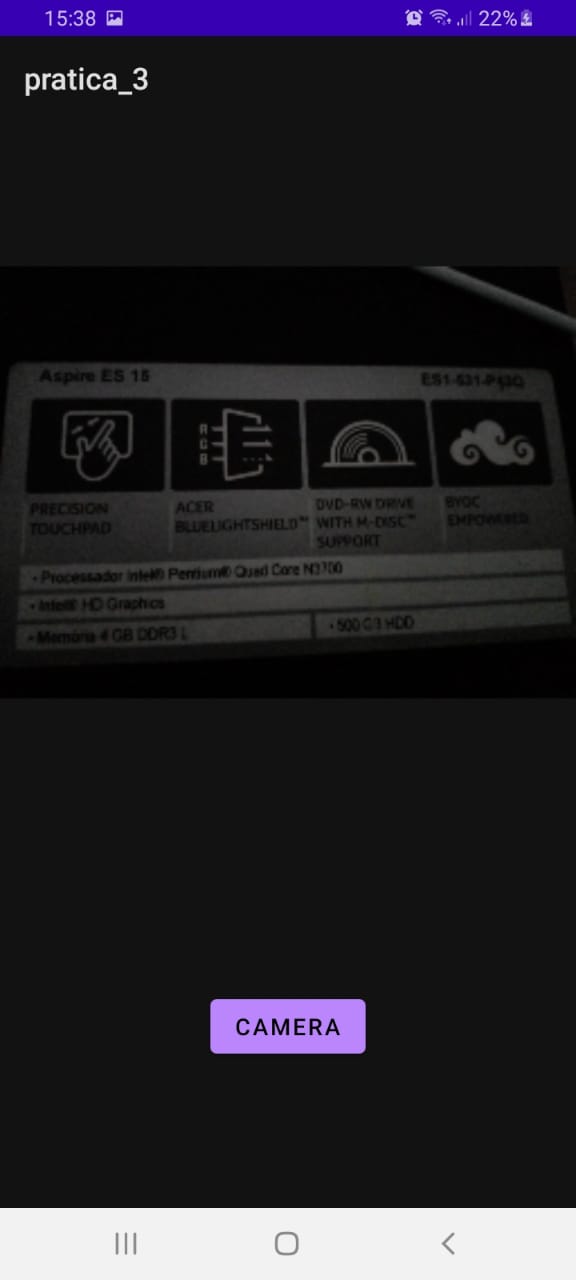 15:38
22%
pratica_3
Aspire ES 15
ES1-531-P43Q
PRECISION
TOUCHPAD
ACER
BLUELIGHTSHIELD™
DVD-RW DRIVE
WITH M-DISC™
SUPPORT
BYOC
EMPOWERED
• Processador Intel® Pentium® Quad Core N3700
• Intel® HD Graphics
• Memória 4 GB DDR3 L
• 500 GB HDD
CAMERA